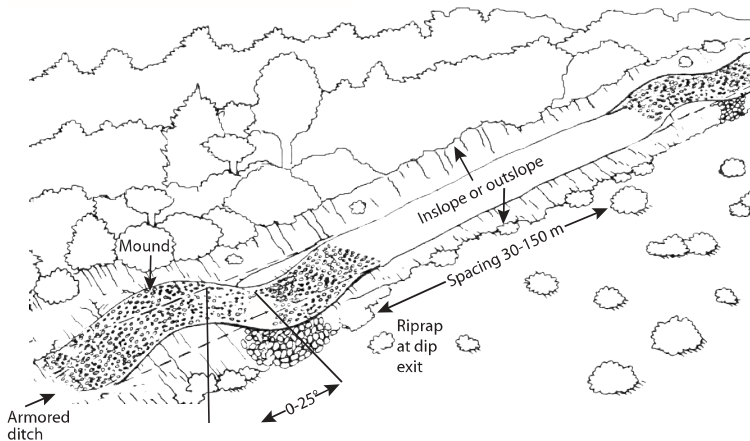 Inslope or outslope
Mound
Spacing 30-150 m
Riprap
at dip
exit
0-25°
Armored
ditch